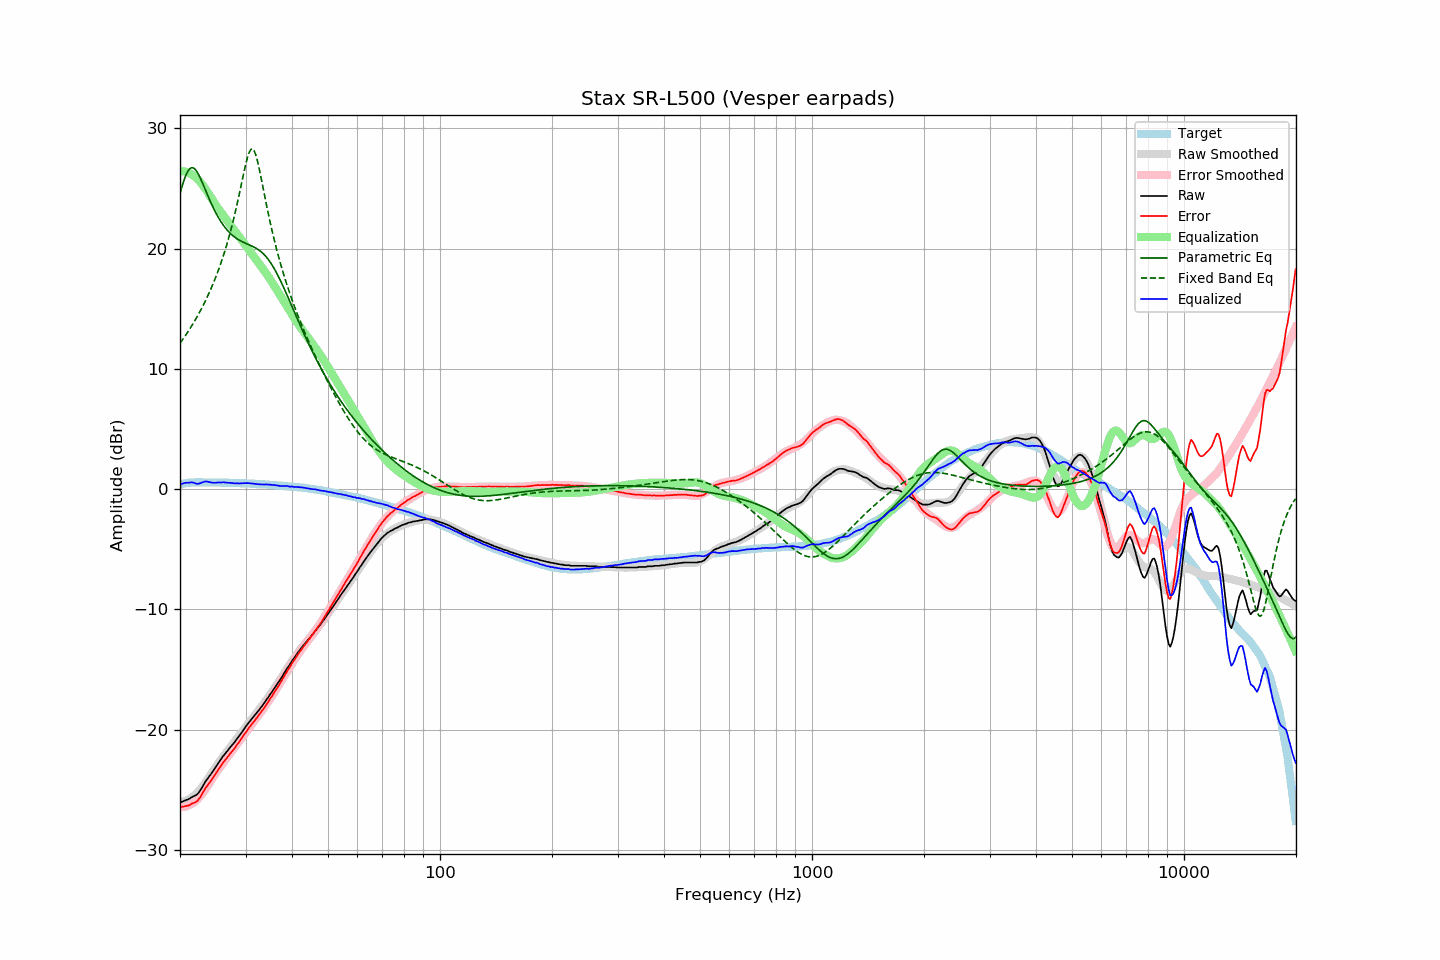 Stax SR-L500 (Vesper earpads)
30
20
10
0
−10
−20
−30
Amplitude (dBr)
100
1000
10000
Frequency (Hz)
Target
Raw Smoothed
Error Smoothed
Raw
Error
Equalization
Parametric Eq
Fixed Band Eq
Equalized